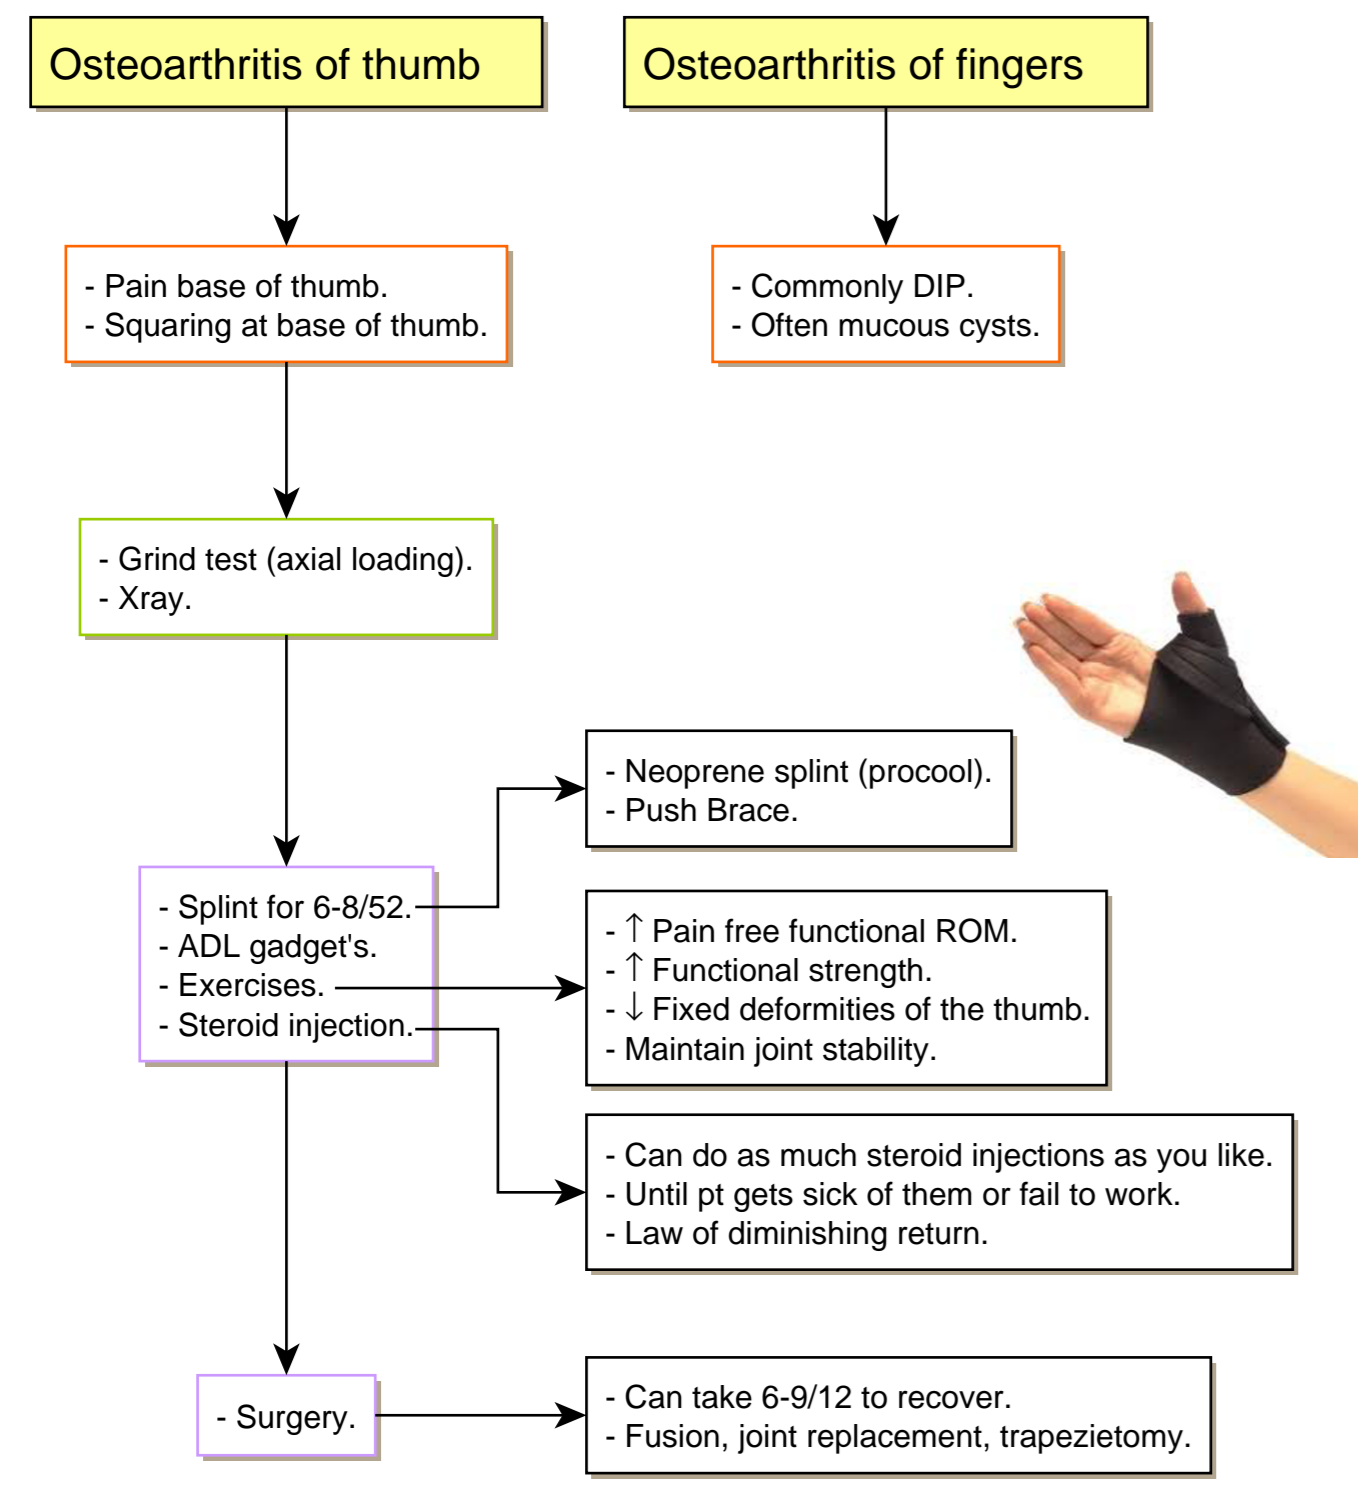 Osteoarthritis of thumb
Osteoarthritis of fingers
- Pain base of thumb.
- Squaring at base of thumb.
- Commonly DIP.
- Often mucous cysts.
- Grind test (axial loading).
- Xray.
- Neoprene splint (procool).
- Push Brace.
- Splint for 6-8/52.
- ADL gadget's.
- Exercises.
- Steroid injection.
- ↑ Pain free functional ROM.
- ↑ Functional strength.
- ↓ Fixed deformities of the thumb.
- Maintain joint stability.
- Can do as much steroid injections as you like.
- Until pt gets sick of them or fail to work.
- Law of diminishing return.
- Surgery.
- Can take 6-9/12 to recover.
- Fusion, joint replacement, trapezietomy.